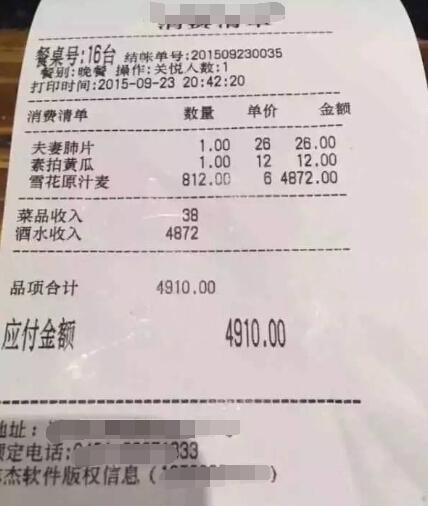 餐桌号:16台 结帐单号:201509230035
餐别:晚餐 操作:关悦人数:1
打印时间:2015-09-23 20:42:20
消费清单 数量 单价 金额
夫妻肺片 1.00 26 26.00
素拍黄瓜 1.00 12 12.00
雪花原汁麦 812.00 6 4872.00
菜品收入 38
酒水收入 4872
品项合计 4910.00
应付金额 4910.00
地址:
定电话: 333
杰软件版权信息 ( )